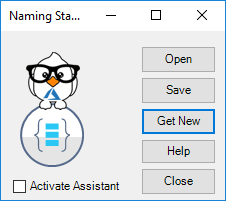 Naming Sta...
Open
Save
Get New
Help
Activate Assistant
Close